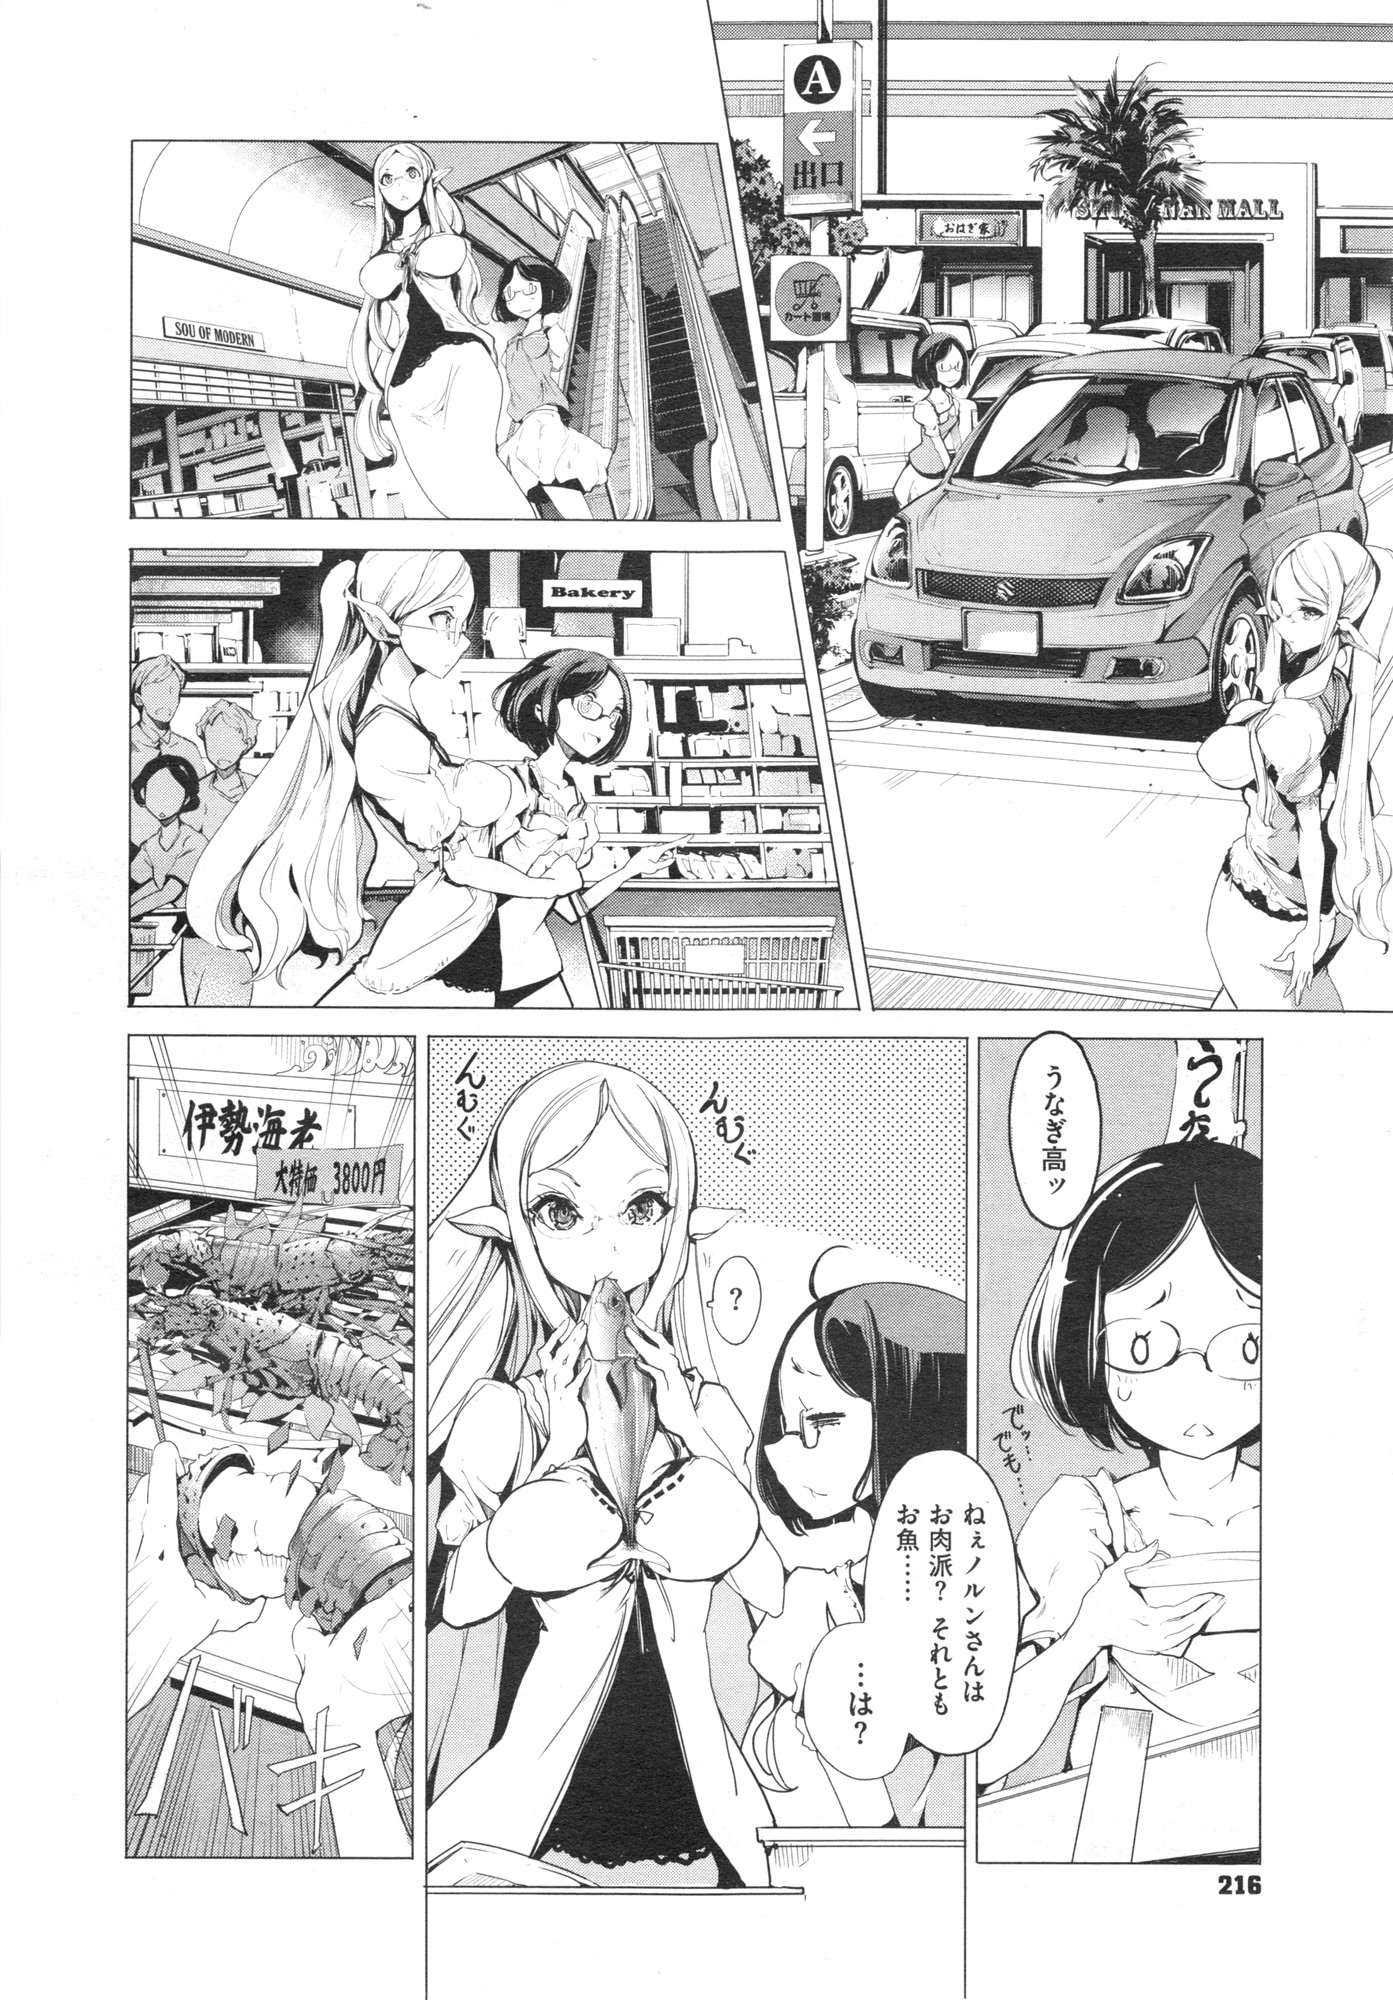 A
出口
おはぎ家
NAN MALL
カート置場
SOU OF MODERN
Bakery
うなぎ高ッ
でッ…
でも……
んむぐ
んむぐ
？
ねぇノルンさんは
お肉派？それとも
お魚……
…は？
伊勢海老
大特価 3800円
バキ
216